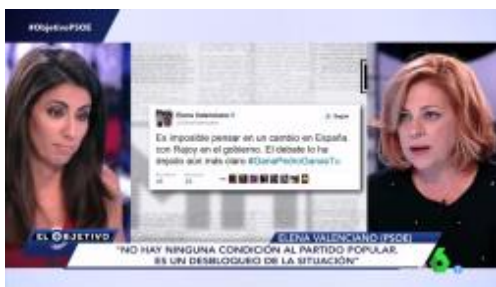 #ObjetivoPSOE
Elena Valenciano
Seguir
Es imposible pensar en un cambio en España
con Rajoy en el gobierno. El debate lo ha
dejado aún más claro #GanaPedroGanasTu
EL OBJETIVO
ELENA VALENCIANO (PSOE)
"NO HAY NINGUNA CONDICIÓN AL PARTIDO POPULAR,
ES UN DESBLOQUEO DE LA SITUACIÓN"
6